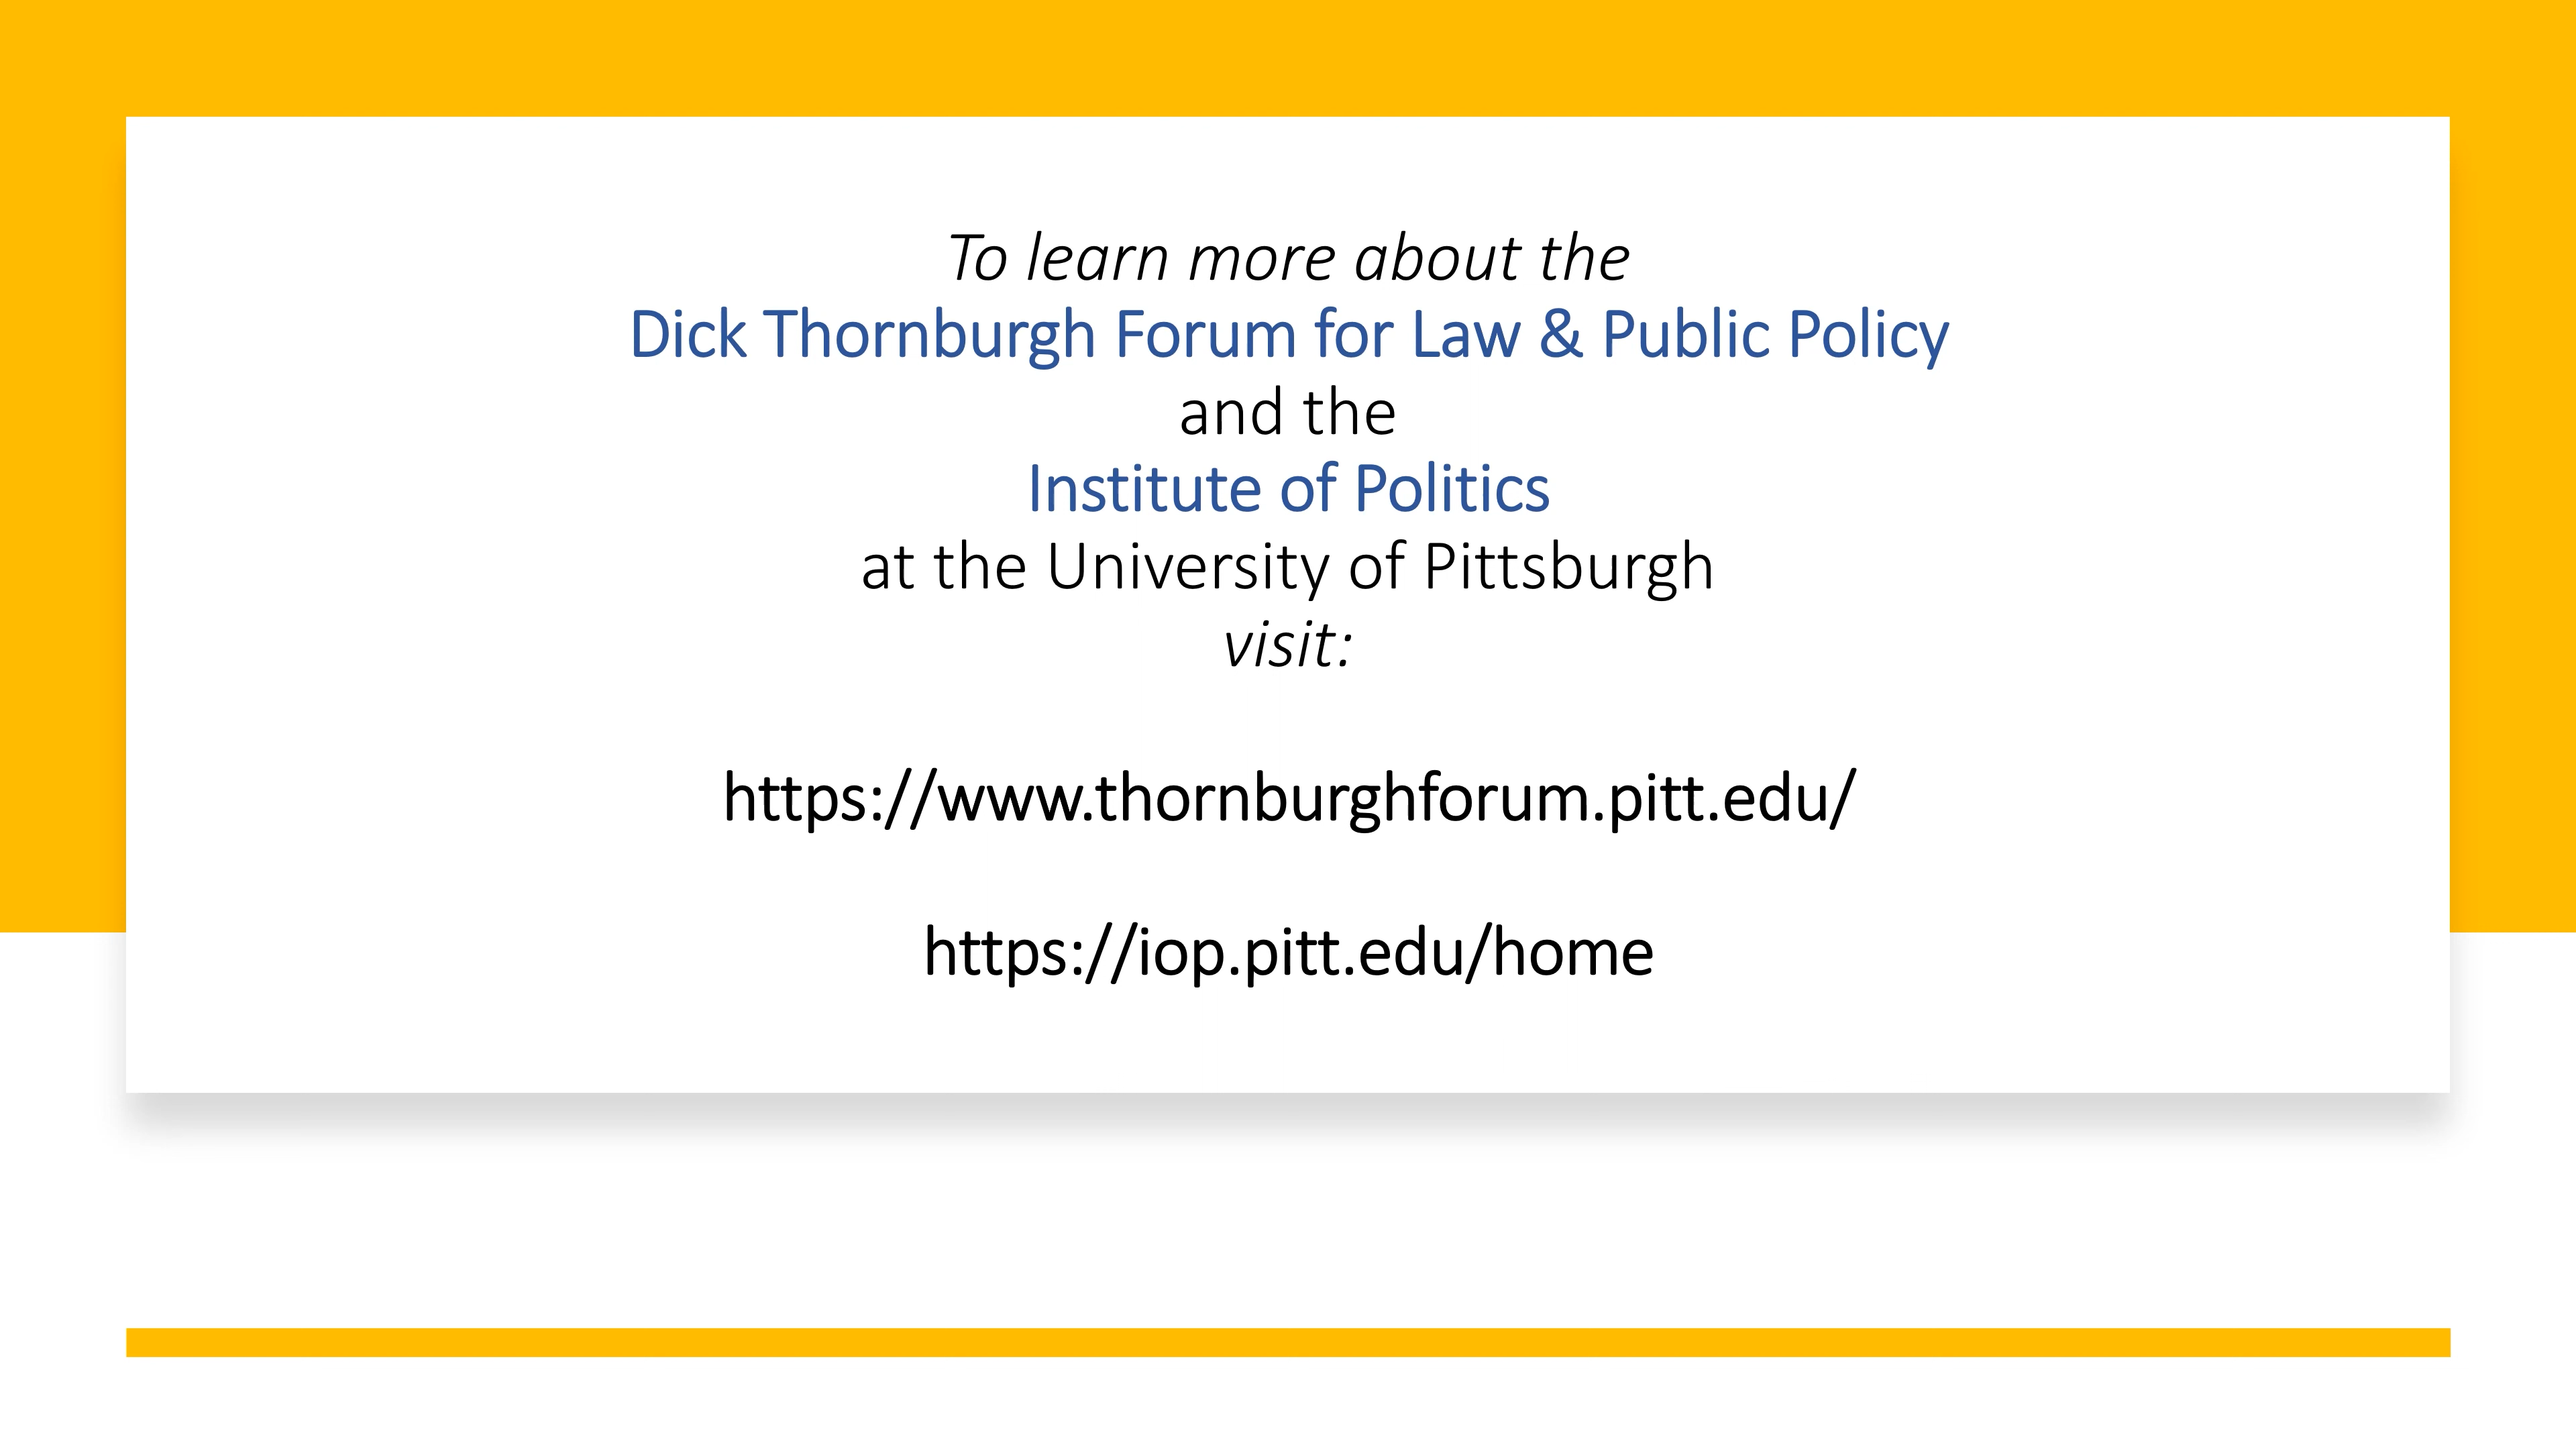 To learn more about the
Dick Thornburgh Forum for Law & Public Policy
and the
Institute of Politics
at the University of Pittsburgh
visit:
https://www.thornburghforum.pitt.edu/
https://iop.pitt.edu/home